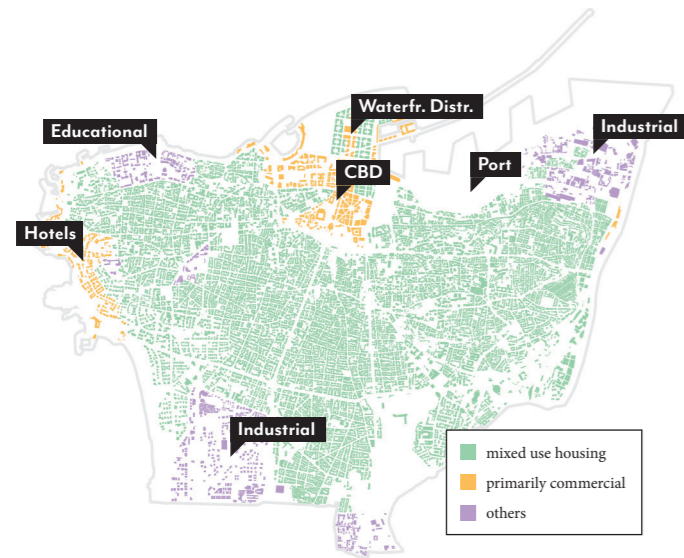 Waterfr. Distr.
Educational
Industrial
CBD
Port
Hotels
Industrial
mixed use housing
primarily commercial
others